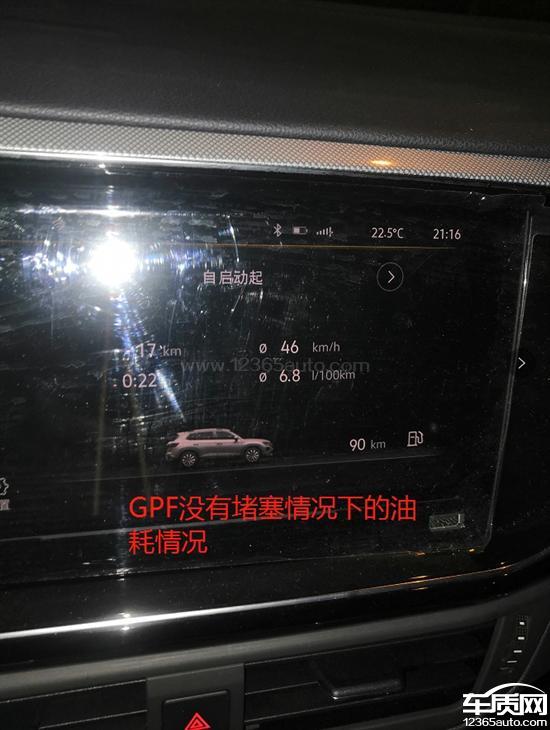 22.5°C 21:16
自启动起
17 km ø 46 km/h
www.12365auto.com
0:22 ø 6.8 l/100km
90 km
置
GPF没有堵塞情况下的油
耗情况
车质网
12365auto.com